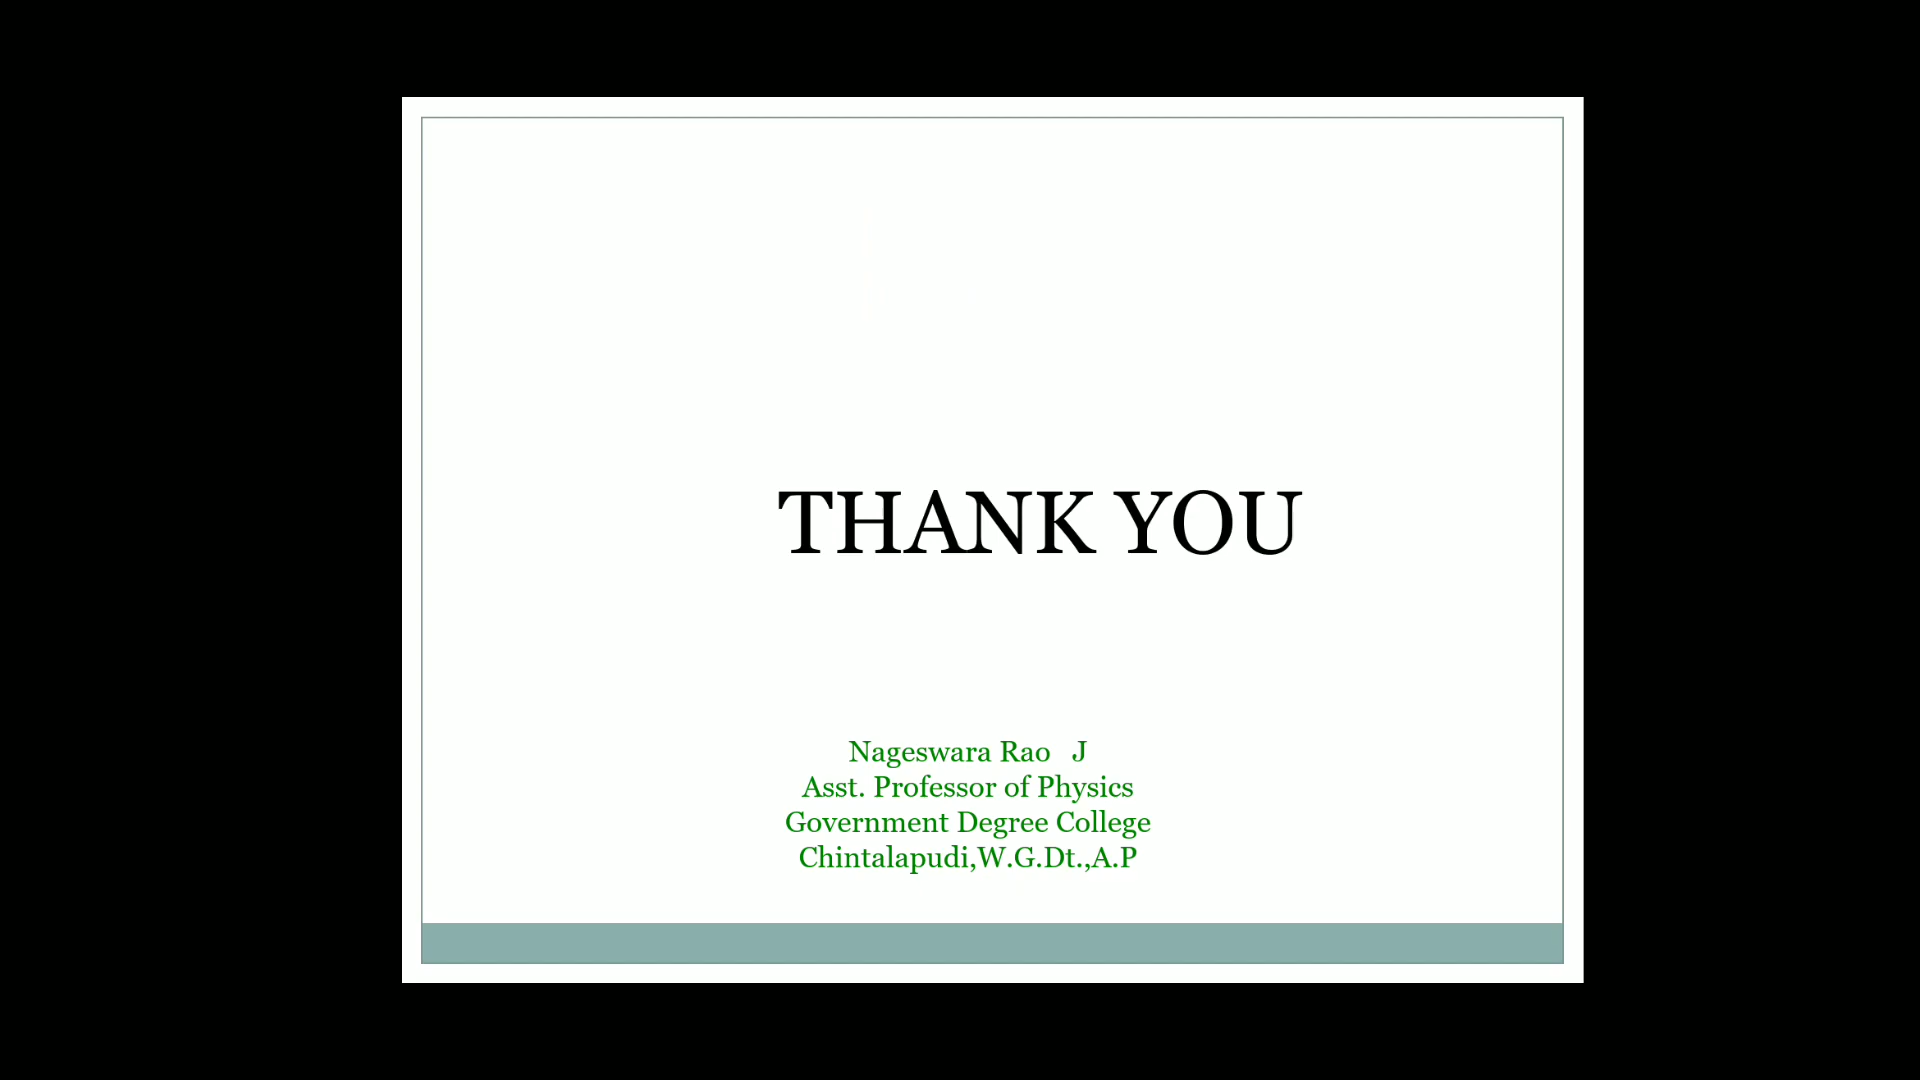 THANK YOU
Nageswara Rao J
Asst. Professor of Physics
Government Degree College
Chintalapudi,W.G.Dt.,A.P